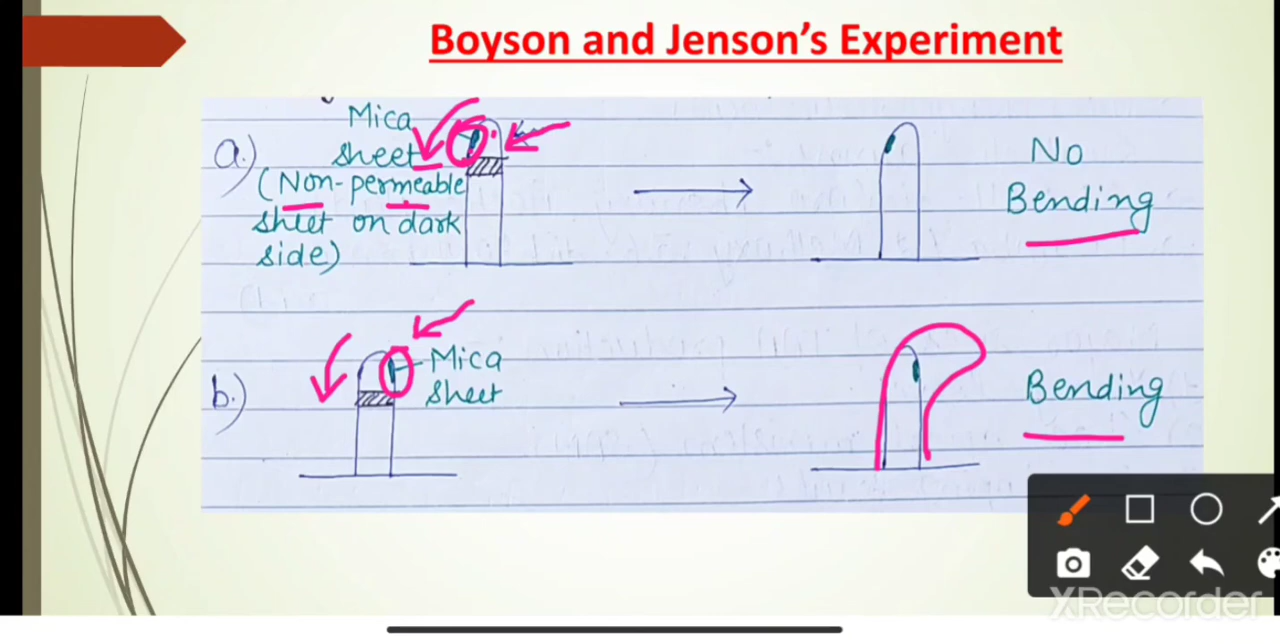 Boyson and Jenson's Experiment
a.)
Mica
sheet
(Non-permeable
sheet on dark
side)
No
Bending
b.)
Mica
sheet
Bending
XRecorder